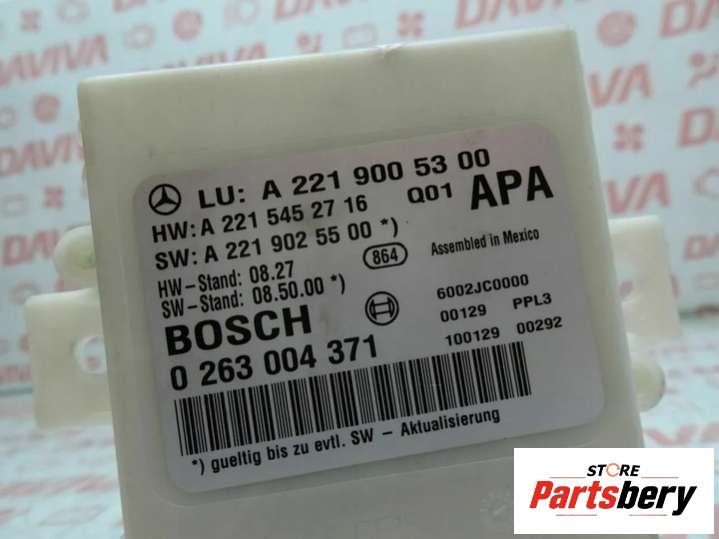 DAVIVA
LU: A 221 900 53 00
HW: A 221 545 27 16 Q01 APA
SW: A 221 902 55 00 *)
HW-Stand: 08.27 864 Assembled in Mexico
SW-Stand: 08.50.00 *)
BOSCH
6002JC0000
00129 PPL3
100129 00292
0 263 004 371
*) gueltig bis zu evtl. SW - Aktualisierung
STORE
Partsbery